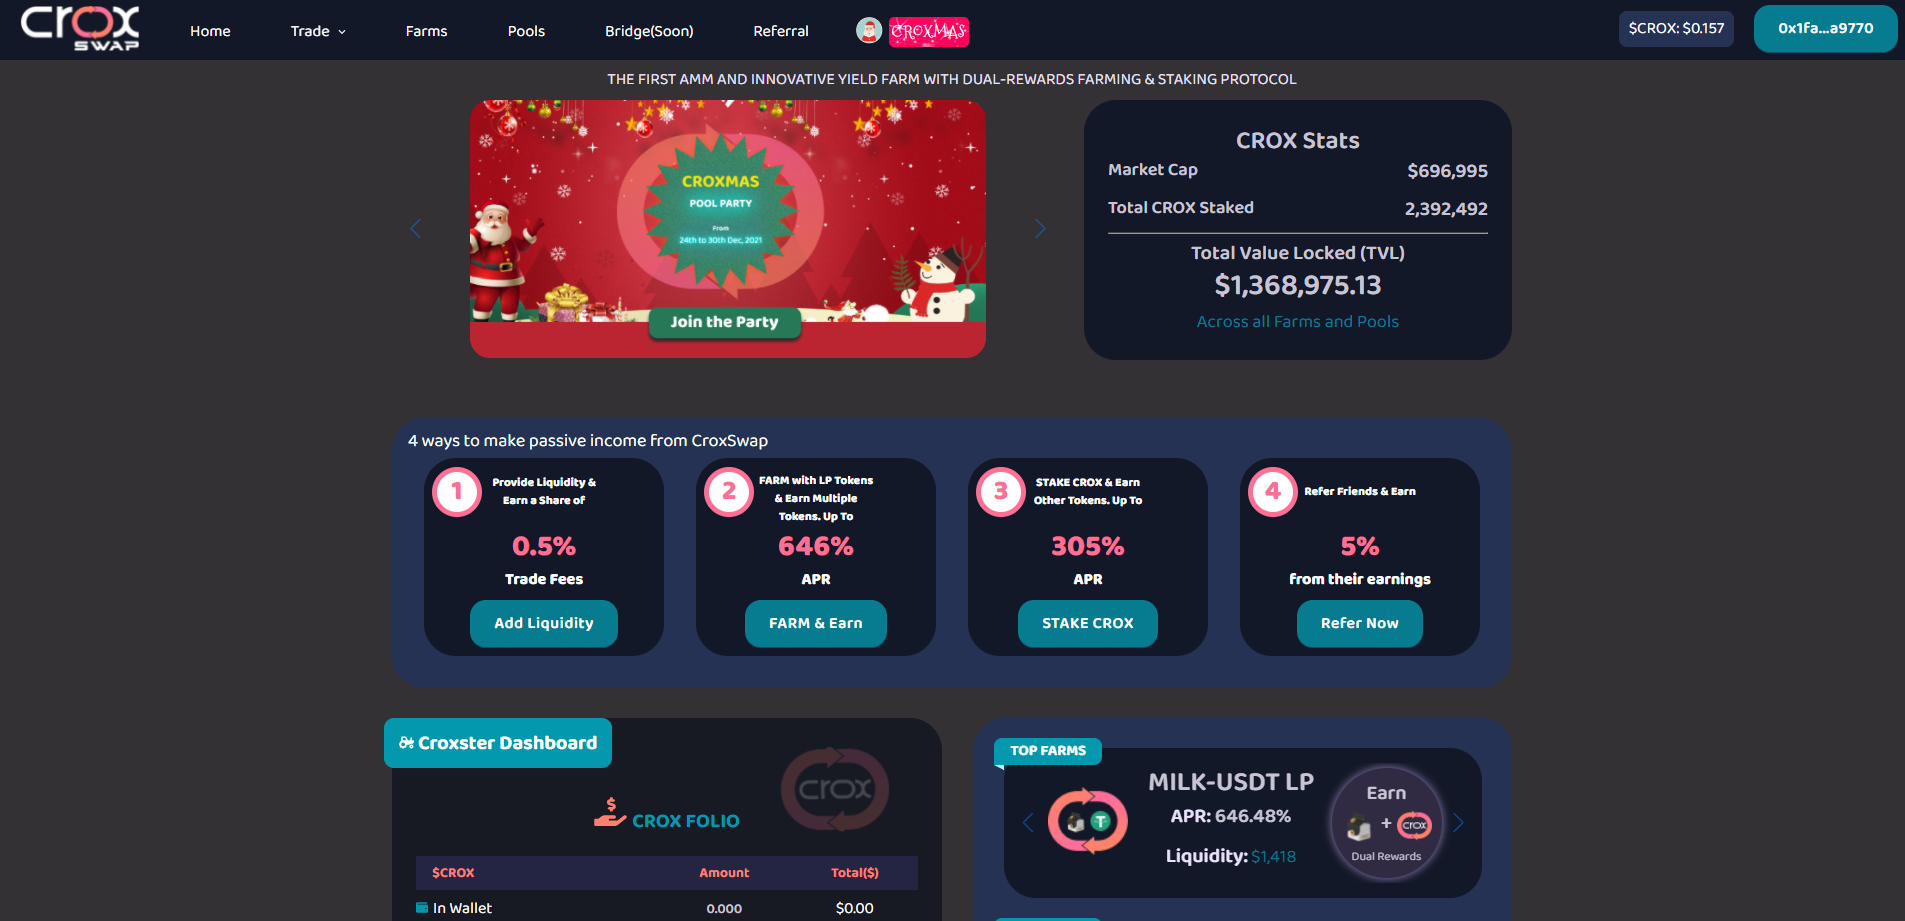 crox
SWAP
Home
Trade
Farms
Pools
Bridge(Soon)
Referral
CROXMAS
$CROX: $0.157
0x1fa...a9770
THE FIRST AMM AND INNOVATIVE YIELD FARM WITH DUAL-REWARDS FARMING & STAKING PROTOCOL
CROXMAS
POOL PARTY
From
24th to 30th Dec, 2021
Join the Party
CROX Stats
Market Cap $696,995
Total CROX Staked 2,392,492
Total Value Locked (TVL)
$1,368,975.13
Across all Farms and Pools
4 ways to make passive income from CroxSwap
1
Provide Liquidity &
Earn a Share of
0.5%
Trade Fees
Add Liquidity
2
FARM with LP Tokens
& Earn Multiple
Tokens. Up To
646%
APR
FARM & Earn
3
STAKE CROX & Earn
Other Tokens. Up To
305%
APR
STAKE CROX
4
Refer Friends & Earn
5%
from their earnings
Refer Now
Croxster Dashboard
crox
$
CROX FOLIO
$CROX Amount Total($)
In Wallet 0.000 $0.00
TOP FARMS
MILK-USDT LP
APR: 646.48%
Liquidity: $1,418
Earn
+ crox
Dual Rewards